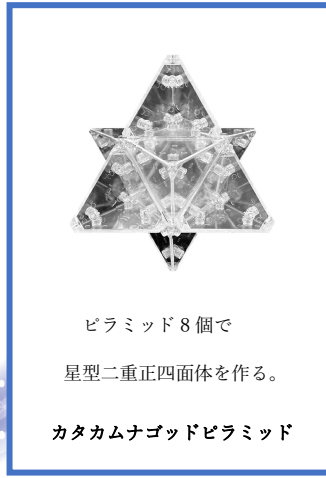 ピラミッド8個で
星型二重正四面体を作る。
カタカムナゴッドピラミッド